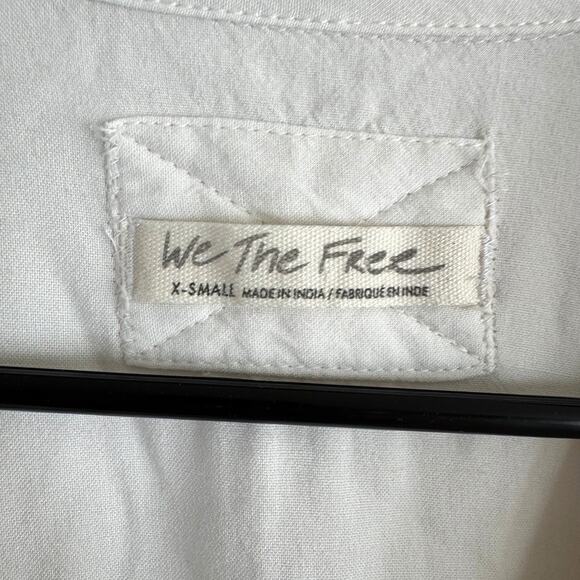 We The Free
X-SMALL MADE IN INDIA / FABRIQUÉ EN INDE